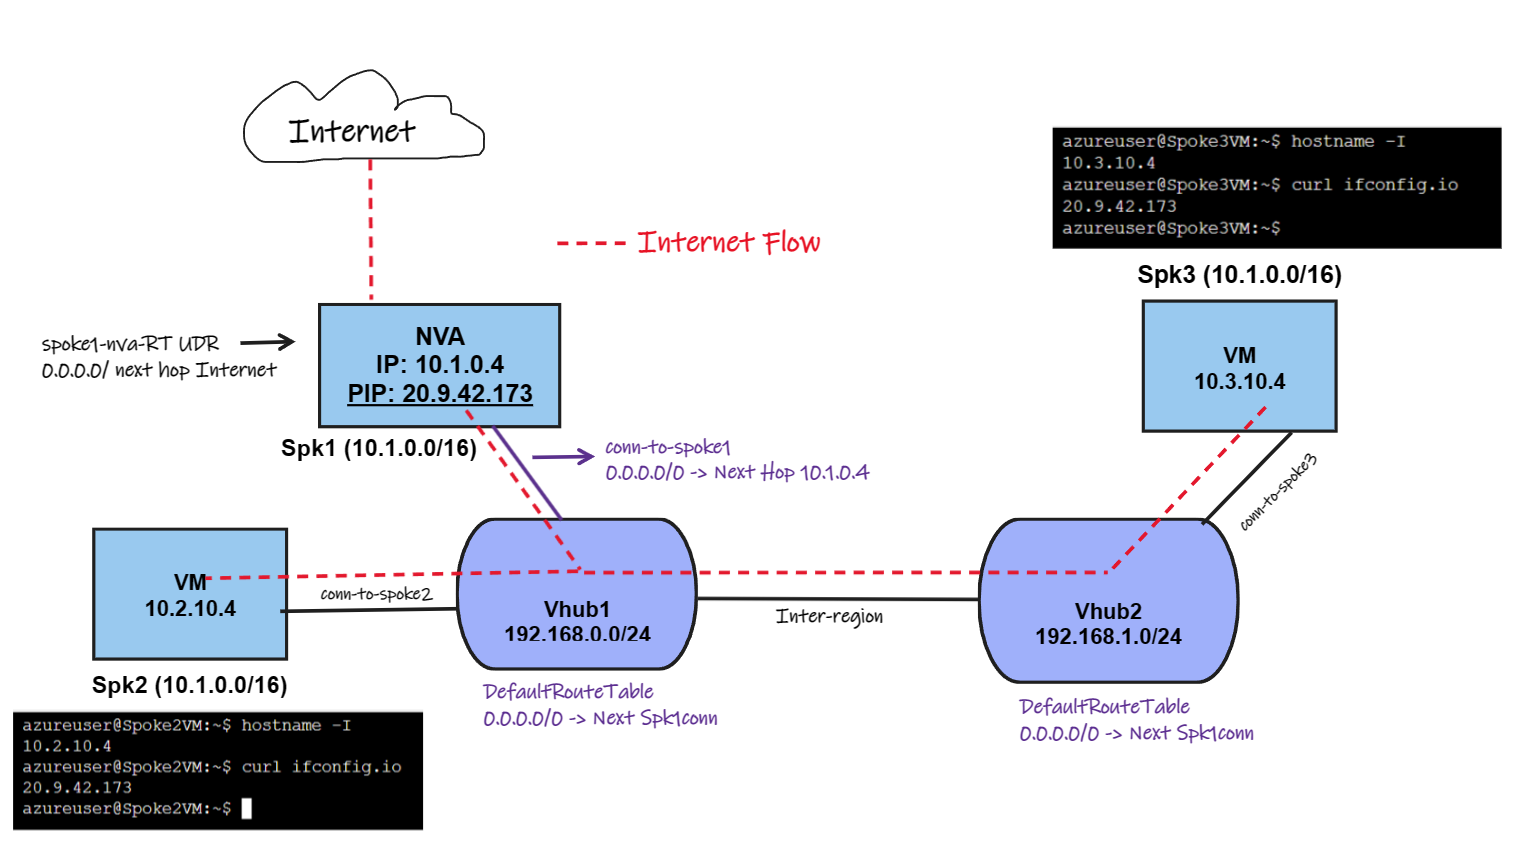 Internet
Internet Flow
azureuser@Spoke3VM:~$ hostname -I
10.3.10.4
azureuser@Spoke3VM:~$ curl ifconfig.io
20.9.42.173
azureuser@Spoke3VM:~$
Spk3 (10.1.0.0/16)
VM
10.3.10.4
conn-to-spoke3
spoke1-nva-RT UDR
0.0.0.0/ next hop Internet
NVA
IP: 10.1.0.4
PIP: 20.9.42.173
Spk1 (10.1.0.0/16)
conn-to-spoke1
0.0.0.0/0 -> Next Hop 10.1.0.4
VM
10.2.10.4
conn-to-spoke2
Vhub1
192.168.0.0/24
Inter-region
Vhub2
192.168.1.0/24
Spk2 (10.1.0.0/16)
DefaultRouteTable
0.0.0.0/0 -> Next Spk1conn
DefaultRouteTable
0.0.0.0/0 -> Next Spk1conn
azureuser@Spoke2VM:~$ hostname -I
10.2.10.4
azureuser@Spoke2VM:~$ curl ifconfig.io
20.9.42.173
azureuser@Spoke2VM:~$